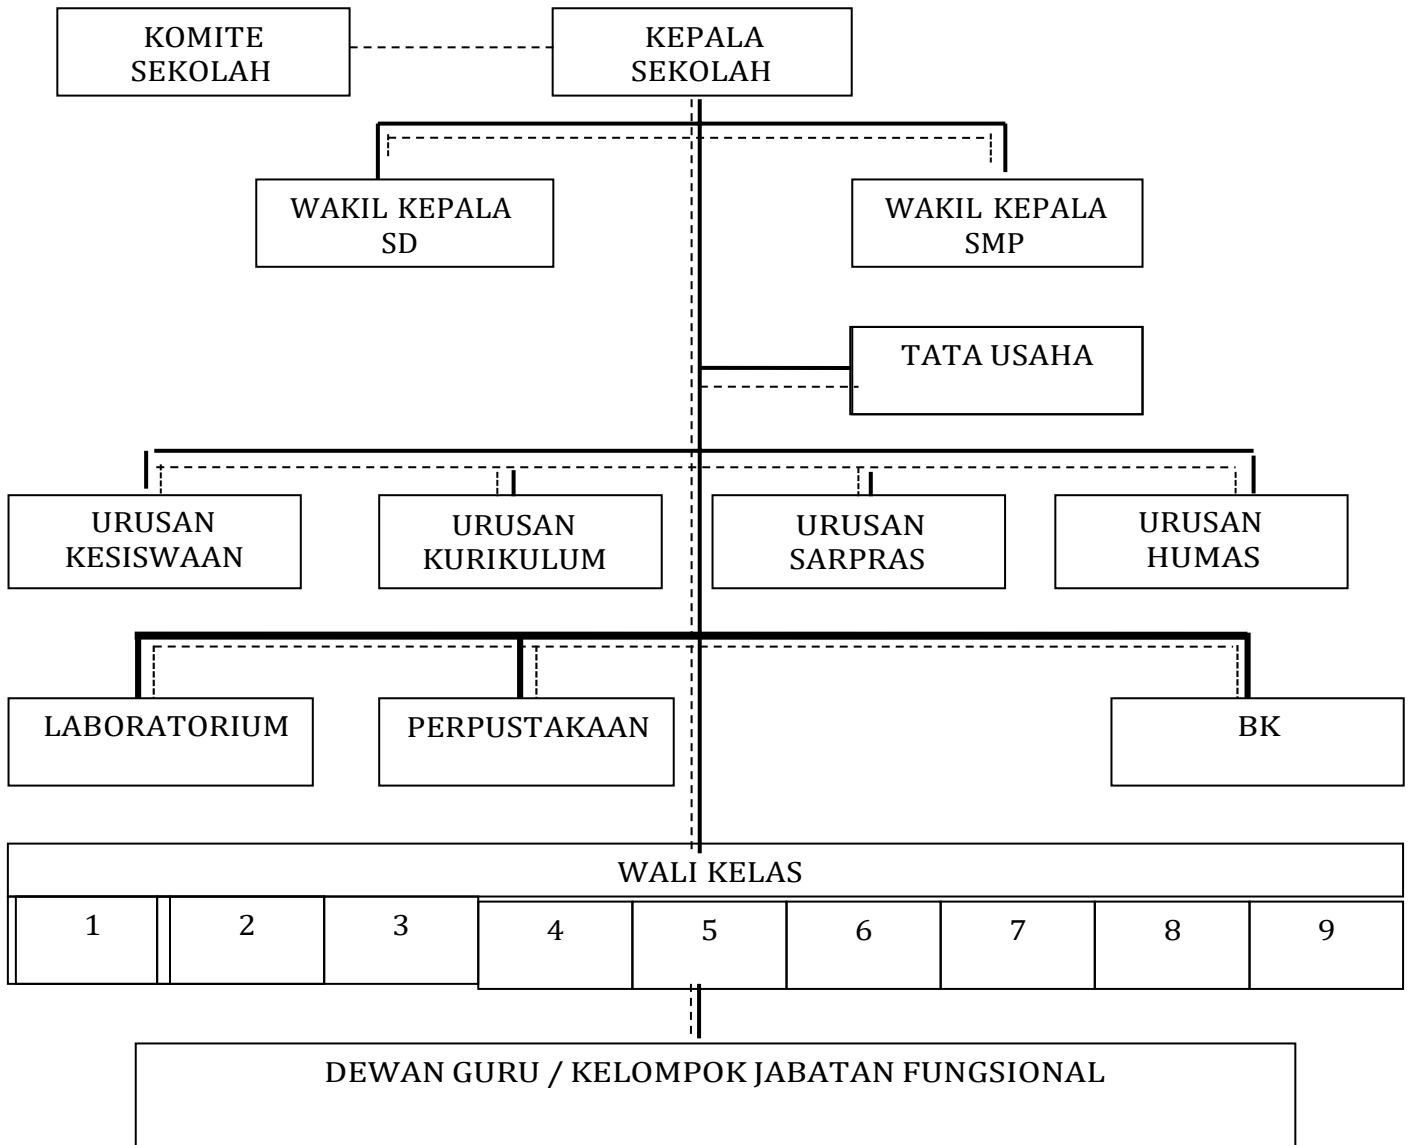 KOMITE
SEKOLAH
KEPALA
SEKOLAH
WAKIL KEPALA
SD
WAKIL KEPALA
SMP
TATA USAHA
URUSAN
KESISWAAN
URUSAN
KURIKULUM
URUSAN
SARPRAS
URUSAN
HUMAS
LABORATORIUM
PERPUSTAKAAN
BK
WALI KELAS
1 2 3 4 5 6 7 8 9
DEWAN GURU / KELOMPOK JABATAN FUNGSIONAL